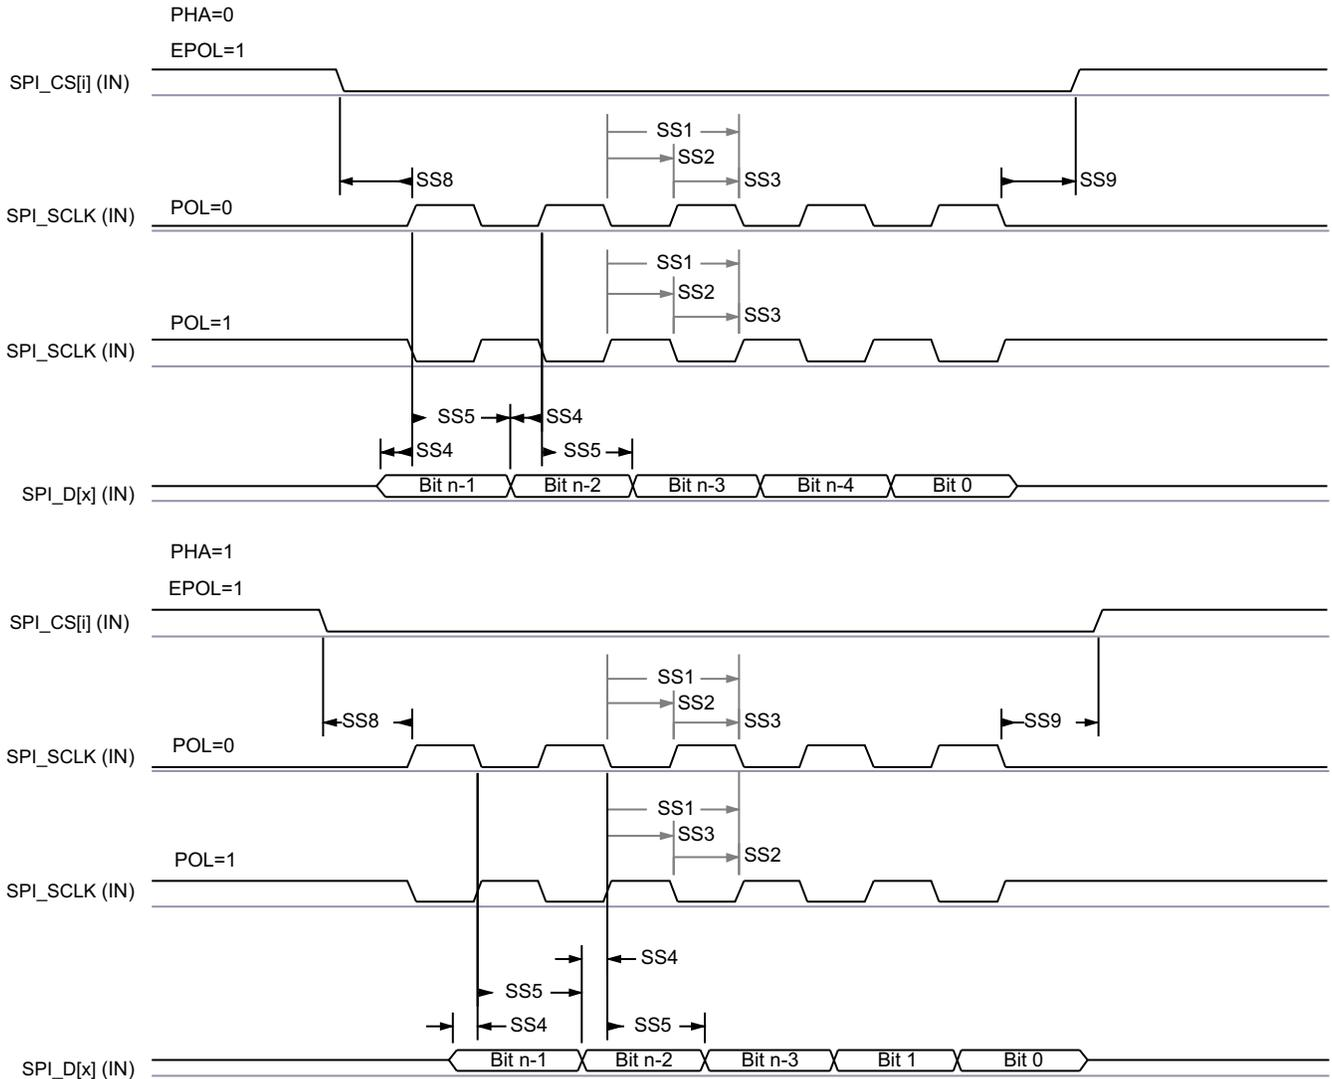 PHA=0
EPOL=1
SPI_CS[i] (IN)
SS1
SS2
SS8 SS3 SS9
POL=0
SPI_SCLK (IN)
SS1
SS2
SS3
POL=1
SPI_SCLK (IN)
SS5 SS4
SS4 SS5
SPI_D[x] (IN) Bit n-1 Bit n-2 Bit n-3 Bit n-4 Bit 0
PHA=1
EPOL=1
SPI_CS[i] (IN)
SS1
SS2
SS8 SS3 SS9
POL=0
SPI_SCLK (IN)
SS1
SS3
SS2
POL=1
SPI_SCLK (IN)
SS4
SS5
SS4 SS5
SPI_D[x] (IN) Bit n-1 Bit n-2 Bit n-3 Bit 1 Bit 0